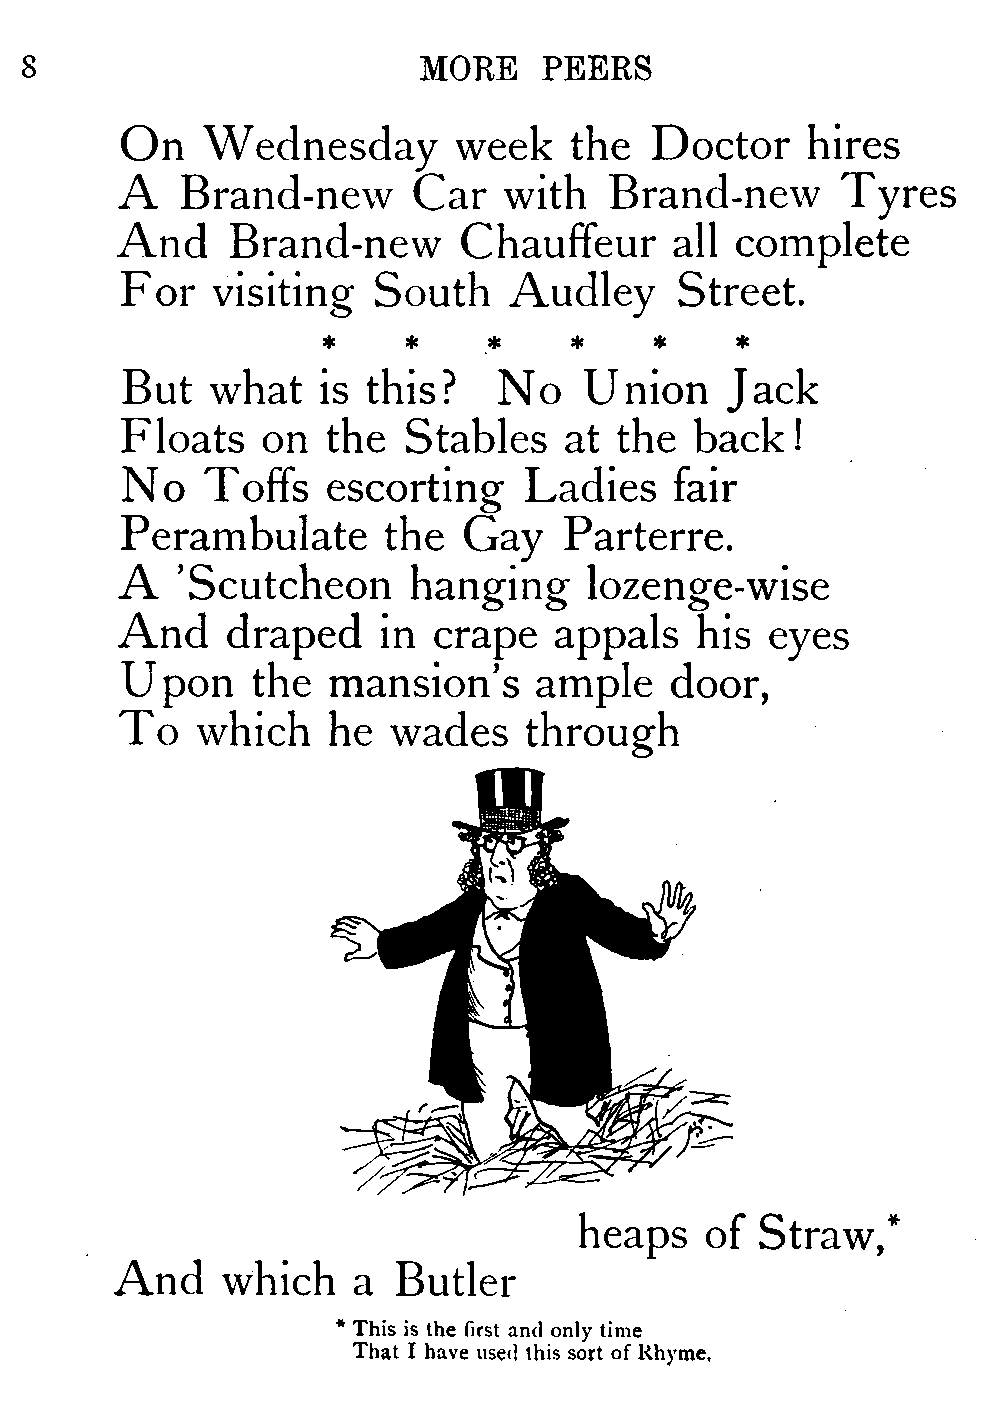 8 MORE PEERS
On Wednesday week the Doctor hires
A Brand-new Car with Brand-new Tyres
And Brand-new Chauffeur all complete
For visiting South Audley Street.
* * * * * *
But what is this? No Union Jack
Floats on the Stables at the back!
No Toffs escorting Ladies fair
Perambulate the Gay Parterre.
A 'Scutcheon hanging lozenge-wise
And draped in crape appals his eyes
Upon the mansion's ample door,
To which he wades through
heaps of Straw,*
And which a Butler
* This is the first and only time
That I have used this sort of Rhyme.